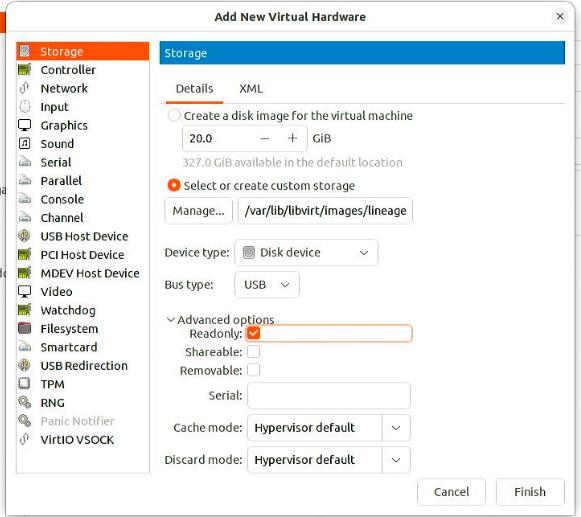 Add New Virtual Hardware
Storage
Controller
Network
Input
Graphics
Sound
Serial
Parallel
Console
Channel
USB Host Device
PCI Host Device
MDEV Host Device
Video
Watchdog
Filesystem
Smartcard
USB Redirection
TPM
RNG
Panic Notifier
VirtIO VSOCK
Storage
Details XML
Create a disk image for the virtual machine
20.0 − + GiB
327.0 GiB available in the default location
Select or create custom storage
Manage... /var/lib/libvirt/images/lineage
Device type: Disk device
Bus type: USB
Advanced options
Readonly:
Shareable:
Removable:
Serial:
Cache mode: Hypervisor default
Discard mode: Hypervisor default
Cancel Finish